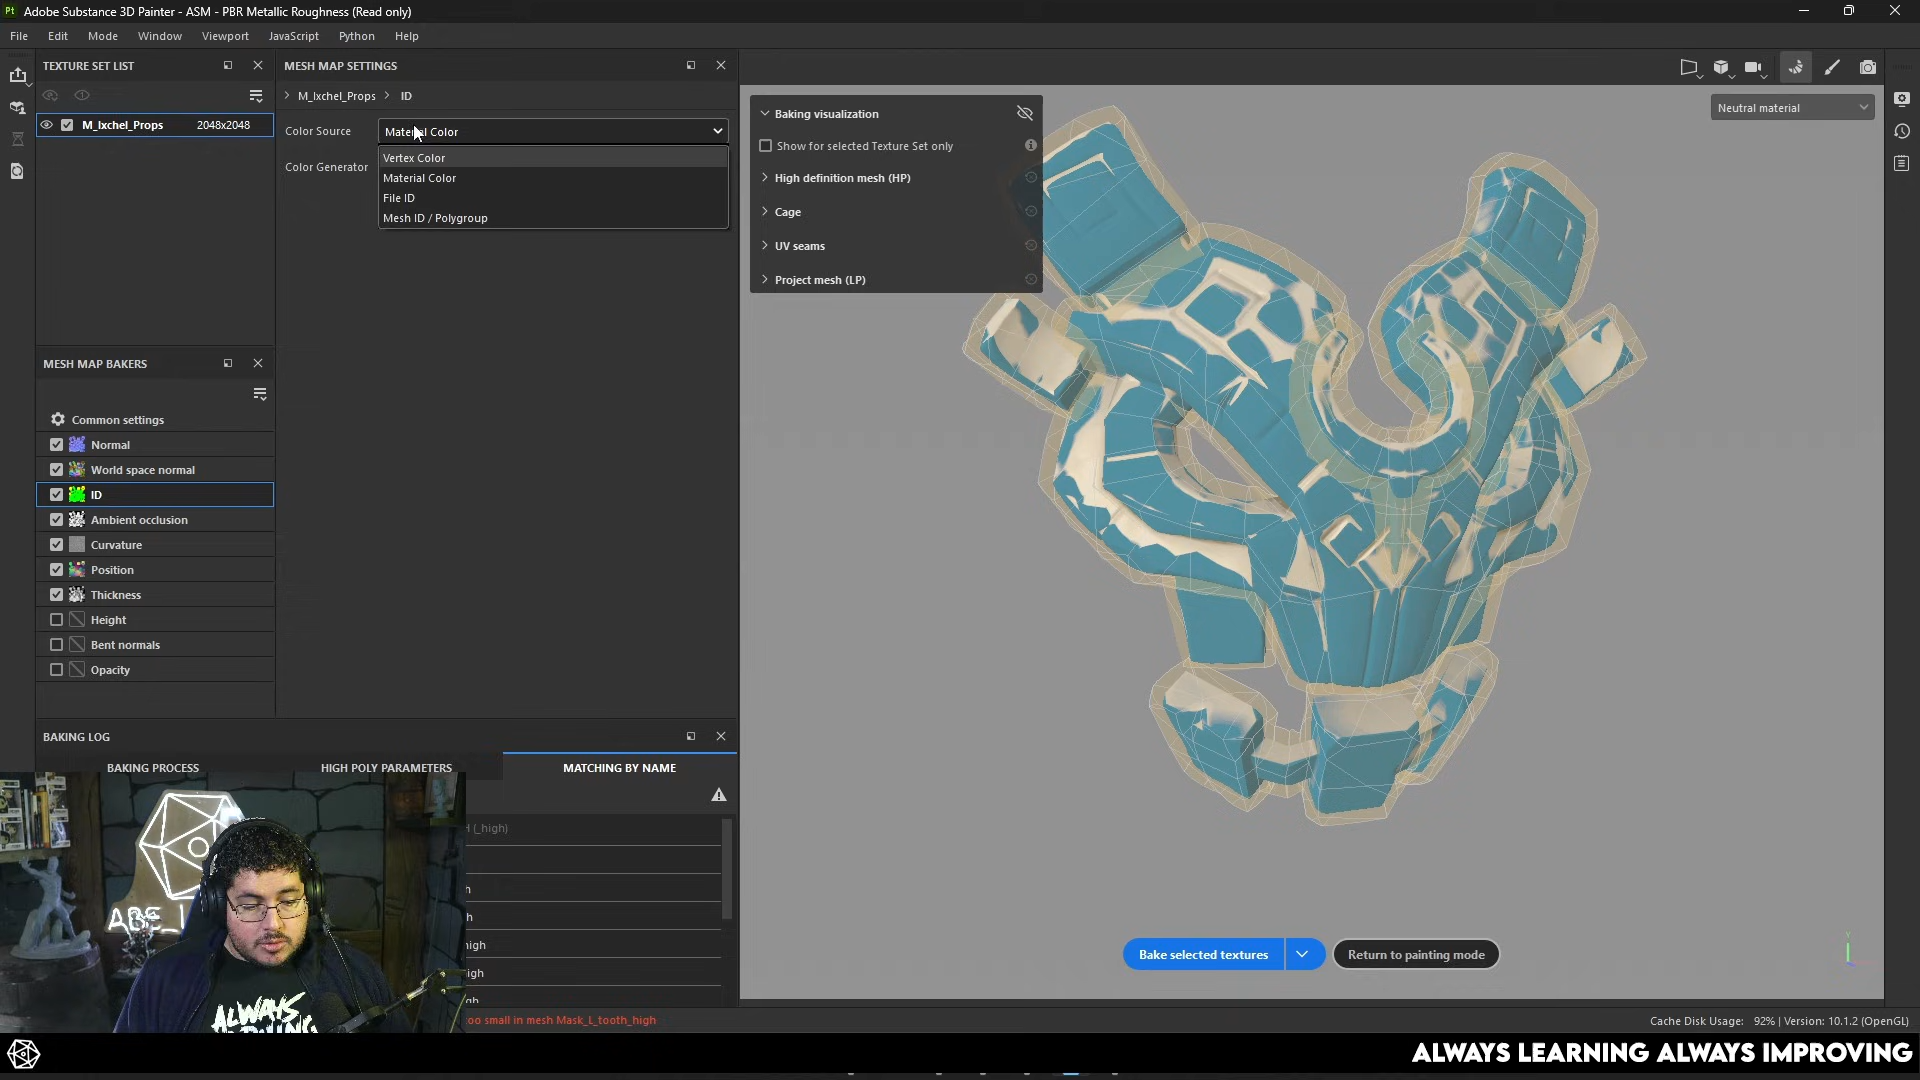 Pt Adobe Substance 3D Painter - ASM - PBR Metallic Roughness (Read only)
File Edit Mode Window Viewport JavaScript Python Help
TEXTURE SET LIST
M_Ixchel_Props 2048x2048
MESH MAP SETTINGS
M_Ixchel_Props > ID
Color Source Material Color
Color Generator
Vertex Color
Material Color
File ID
Mesh ID / Polygroup
Baking visualization
Show for selected Texture Set only
High definition mesh (HP)
Cage
UV seams
Project mesh (LP)
Neutral material
MESH MAP BAKERS
Common settings
Normal
World space normal
ID
Ambient occlusion
Curvature
Position
Thickness
Height
Bent normals
Opacity
BAKING LOG
BAKING PROCESS HIGH POLY PARAMETERS MATCHING BY NAME
(_high)
too small in mesh Mask_L_tooth_high
ABE_
ALWAYS
Bake selected textures
Return to painting mode
Cache Disk Usage: 92% | Version: 10.1.2 (OpenGL)
ALWAYS LEARNING ALWAYS IMPROVING